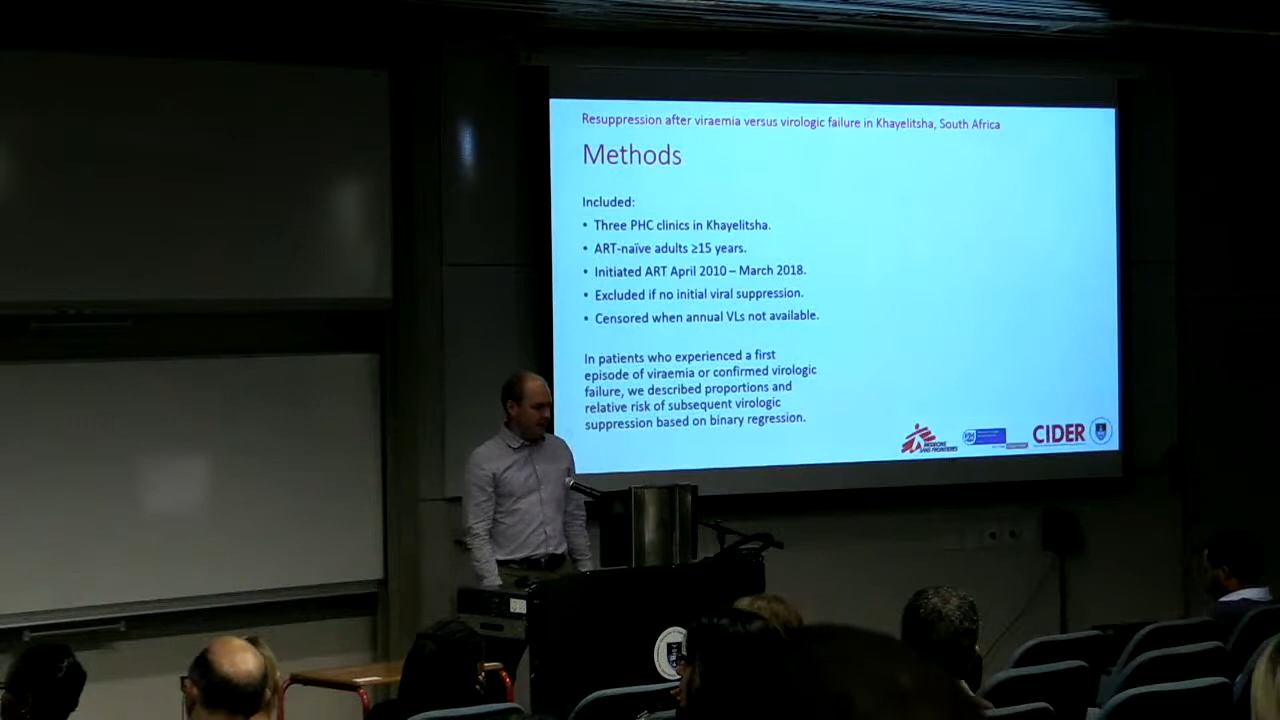 Resuppression after viraemia versus virologic failure in Khayelitsha, South Africa
Methods
Included:
• Three PHC clinics in Khayelitsha.
• ART-naïve adults ≥15 years.
• Initiated ART April 2010 – March 2018.
• Excluded if no initial viral suppression.
• Censored when annual VLs not available.
In patients who experienced a first
episode of viraemia or confirmed virologic
failure, we described proportions and
relative risk of subsequent virologic
suppression based on binary regression.
MEDECINS
SANS FRONTIERES
CIDER